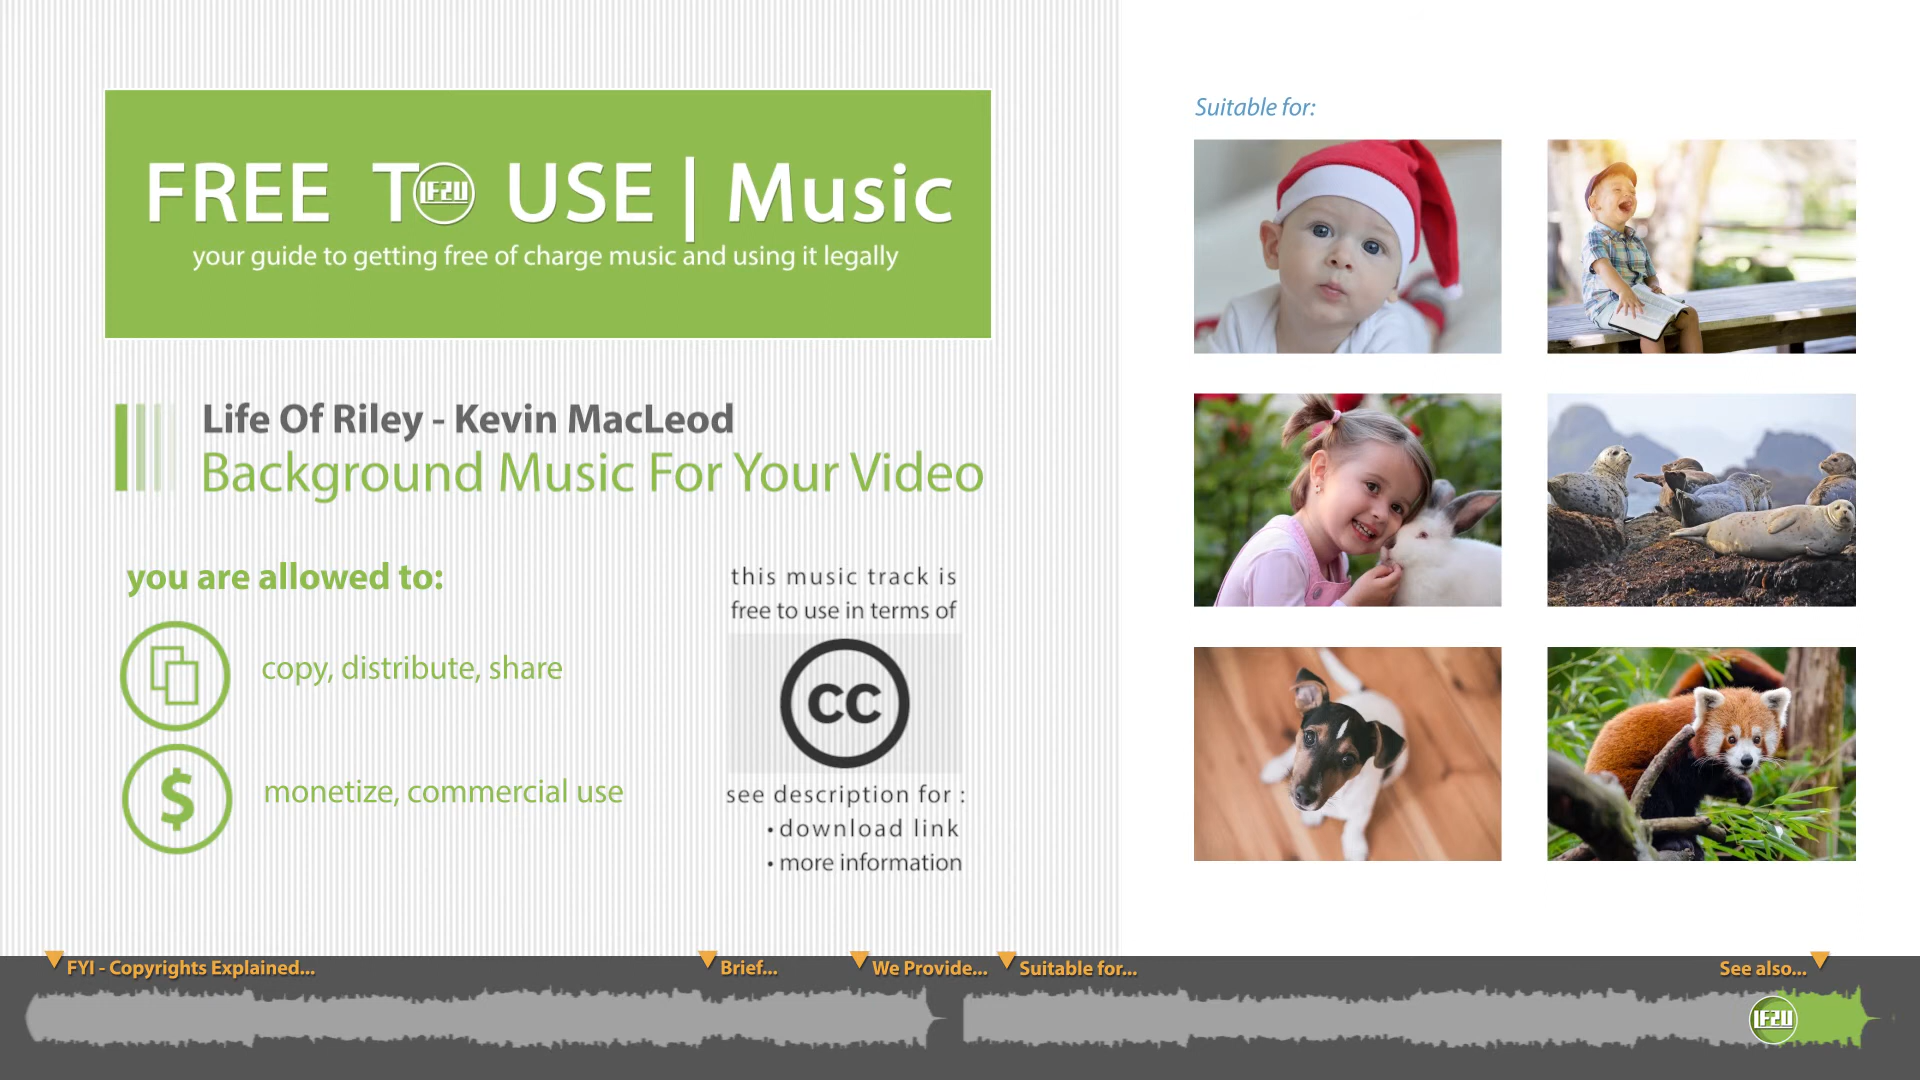 FREE TO USE | Music
IF2U
your guide to getting free of charge music and using it legally
Life Of Riley - Kevin MacLeod
Background Music For Your Video
you are allowed to:
copy, distribute, share
$
monetize, commercial use
this music track is
free to use in terms of
CC
see description for :
• download link
• more information
Suitable for:
FYI - Copyrights Explained...
Brief...
We Provide...
Suitable for...
See also...
IF2U